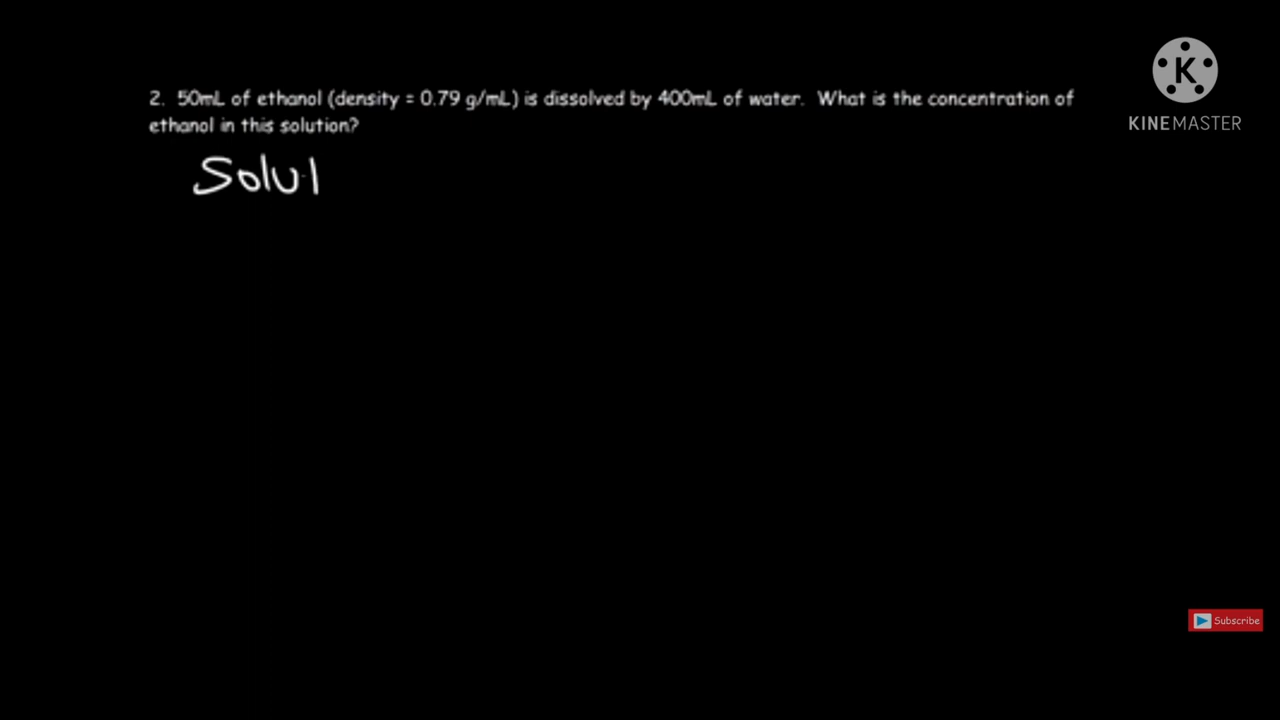 2. 50mL of ethanol (density = 0.79 g/mL) is dissolved by 400mL of water. What is the concentration of
ethanol in this solution?
Solu
K
KINEMASTER
Subscribe